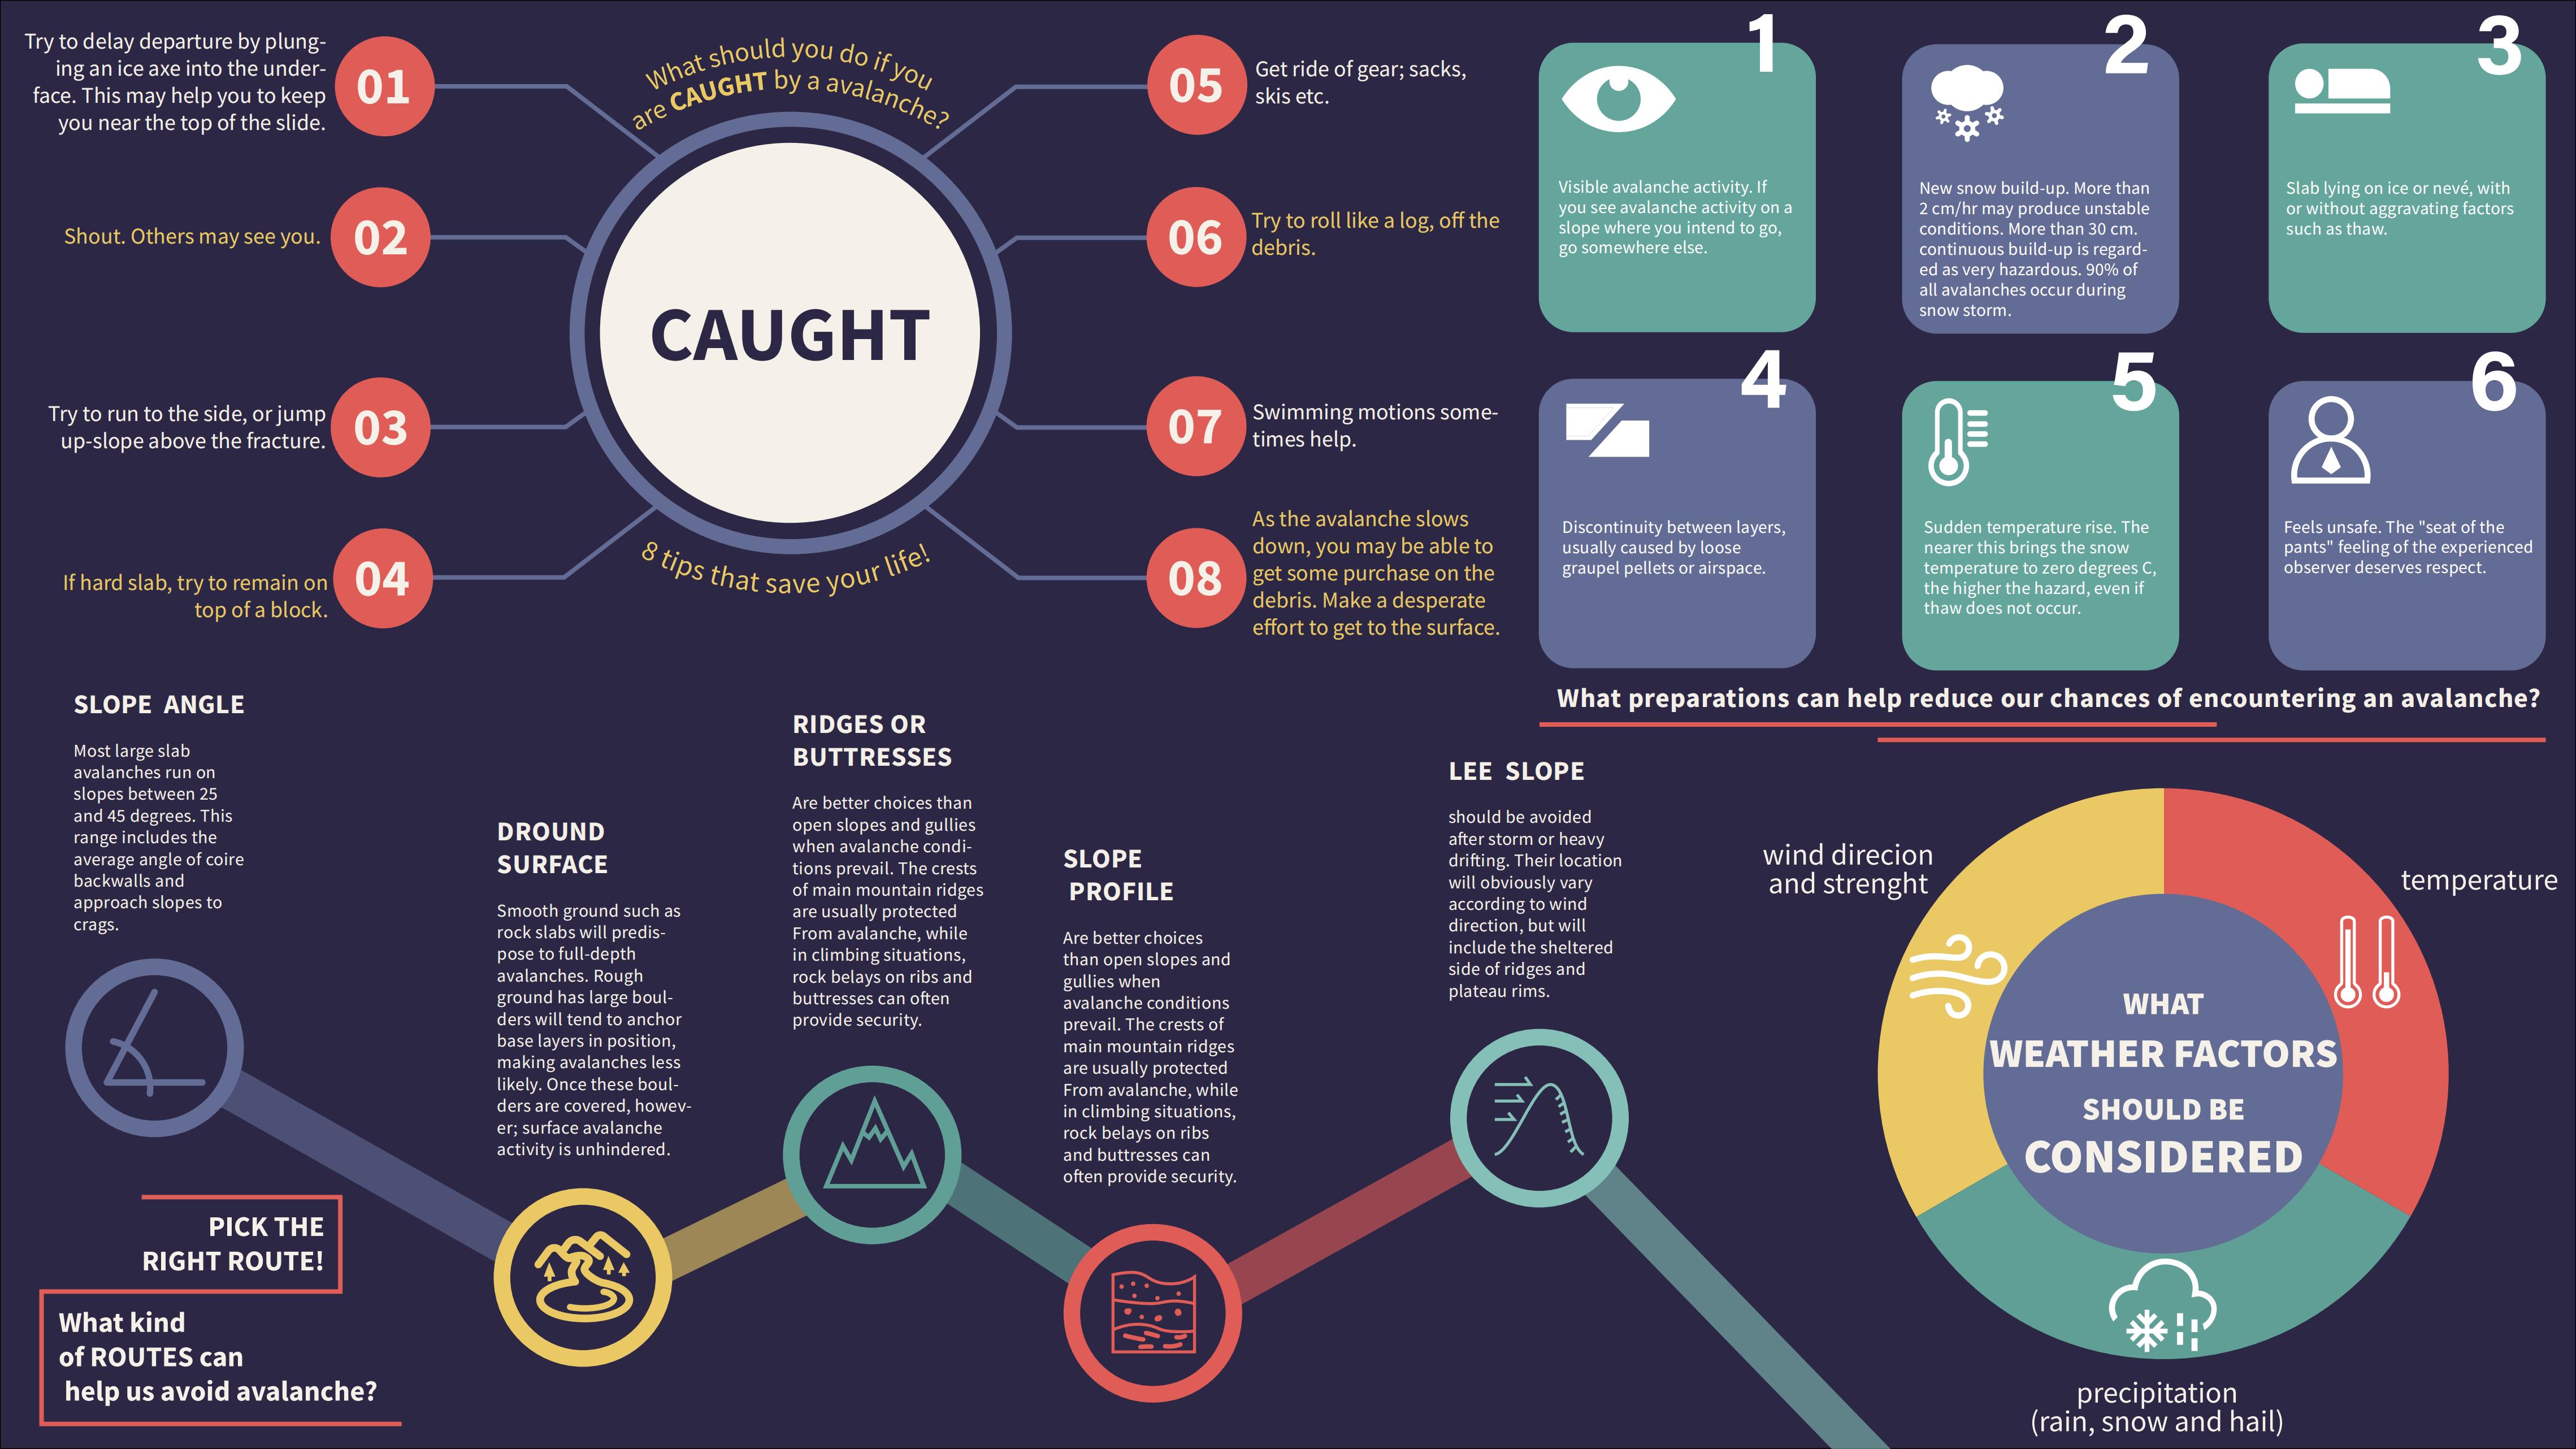 What should you do if you
are CAUGHT by a avalanche?
CAUGHT
8 tips that save your life!
01
Try to delay departure by plung-
ing an ice axe into the under-
face. This may help you to keep
you near the top of the slide.
02
Shout. Others may see you.
03
Try to run to the side, or jump
up-slope above the fracture.
04
If hard slab, try to remain on
top of a block.
05
Get ride of gear; sacks,
skis etc.
06
Try to roll like a log, off the
debris.
07
Swimming motions some-
times help.
08
As the avalanche slows
down, you may be able to
get some purchase on the
debris. Make a desperate
effort to get to the surface.
1
Visible avalanche activity. If
you see avalanche activity on a
slope where you intend to go,
go somewhere else.
2
New snow build-up. More than
2 cm/hr may produce unstable
conditions. More than 30 cm.
continuous build-up is regard-
ed as very hazardous. 90% of
all avalanches occur during
snow storm.
3
Slab lying on ice or nevé, with
or without aggravating factors
such as thaw.
4
Discontinuity between layers,
usually caused by loose
graupel pellets or airspace.
5
Sudden temperature rise. The
nearer this brings the snow
temperature to zero degrees C,
the higher the hazard, even if
thaw does not occur.
6
Feels unsafe. The "seat of the
pants" feeling of the experienced
observer deserves respect.
What preparations can help reduce our chances of encountering an avalanche?
SLOPE ANGLE
Most large slab
avalanches run on
slopes between 25
and 45 degrees. This
range includes the
average angle of coire
backwalls and
approach slopes to
crags.
DROUND
SURFACE
Smooth ground such as
rock slabs will predis-
pose to full-depth
avalanches. Rough
ground has large boul-
ders will tend to anchor
base layers in position,
making avalanches less
likely. Once these boul-
ders are covered, howev-
er; surface avalanche
activity is unhindered.
RIDGES OR
BUTTRESSES
Are better choices than
open slopes and gullies
when avalanche condi-
tions prevail. The crests
of main mountain ridges
are usually protected
From avalanche, while
in climbing situations,
rock belays on ribs and
buttresses can often
provide security.
SLOPE
PROFILE
Are better choices
than open slopes and
gullies when
avalanche conditions
prevail. The crests of
main mountain ridges
are usually protected
From avalanche, while
in climbing situations,
rock belays on ribs
and buttresses can
often provide security.
LEE SLOPE
should be avoided
after storm or heavy
drifting. Their location
will obviously vary
according to wind
direction, but will
include the sheltered
side of ridges and
plateau rims.
PICK THE
RIGHT ROUTE!
What kind
of ROUTES can
help us avoid avalanche?
wind direcion
and strenght
temperature
WHAT
WEATHER FACTORS
SHOULD BE
CONSIDERED
precipitation
(rain, snow and hail)